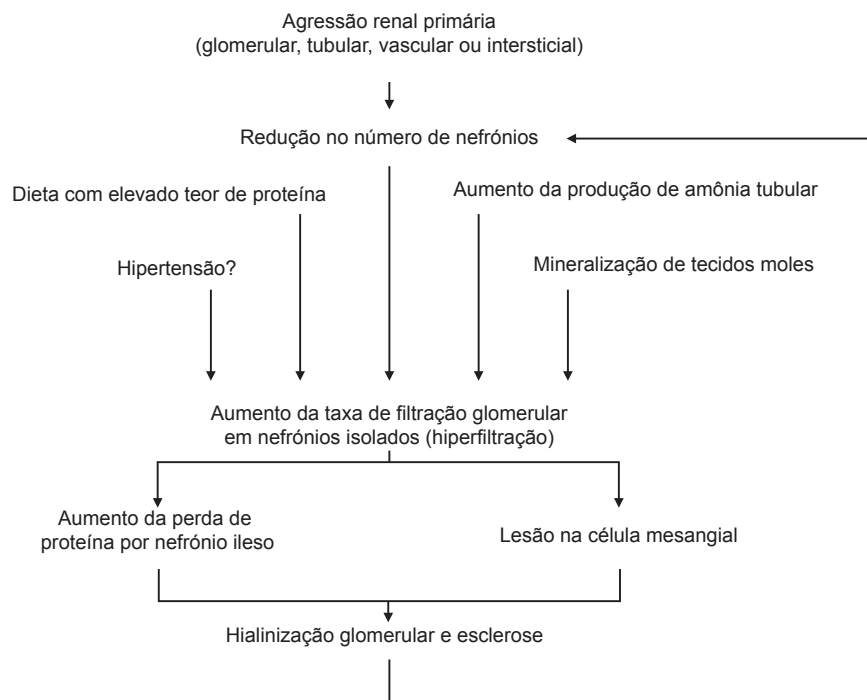 Agressão renal primária
(glomerular, tubular, vascular ou intersticial)
Redução no número de nefrónios
Dieta com elevado teor de proteína
Aumento da produção de amônia tubular
Hipertensão?
Mineralização de tecidos moles
Aumento da taxa de filtração glomerular
em nefrónios isolados (hiperfiltração)
Aumento da perda de
proteína por nefrónio ileso
Lesão na célula mesangial
Hialinização glomerular e esclerose